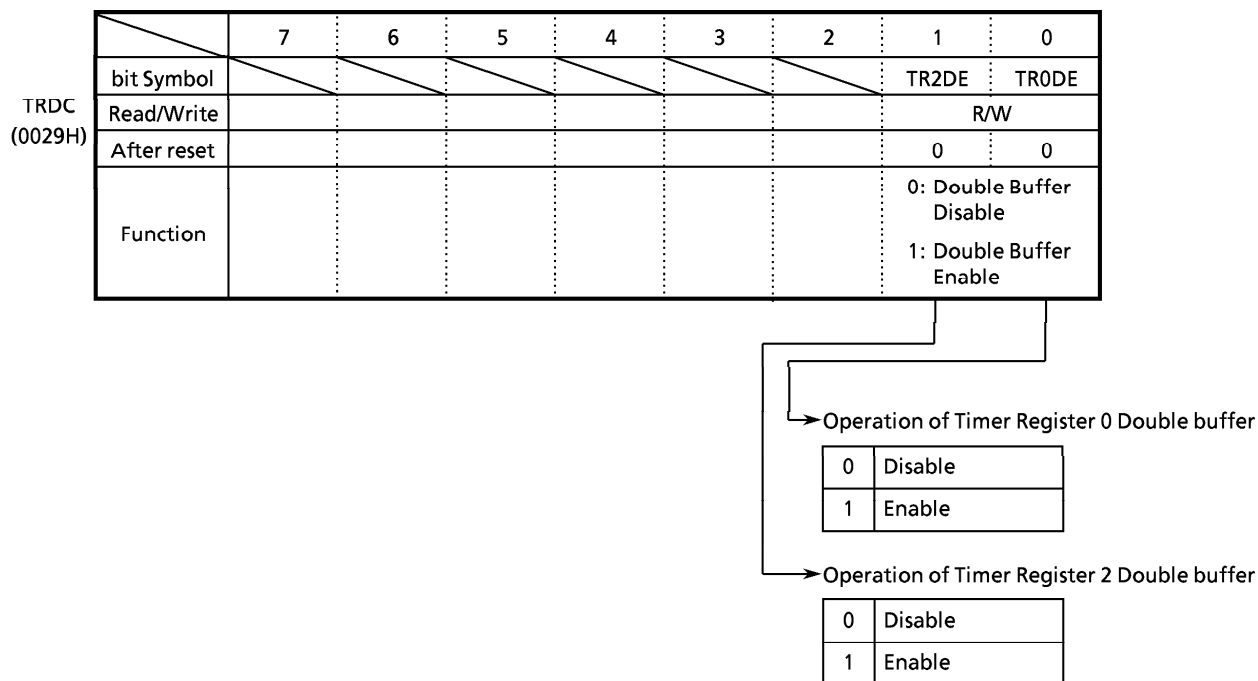 7 6 5 4 3 2 1 0
bit Symbol TR2DE TR0DE
TRDC
(0029H)
Read/Write R/W
After reset 0 0
Function
0: Double Buffer
Disable
1: Double Buffer
Enable
Operation of Timer Register 0 Double buffer
0 Disable
1 Enable
Operation of Timer Register 2 Double buffer
0 Disable
1 Enable